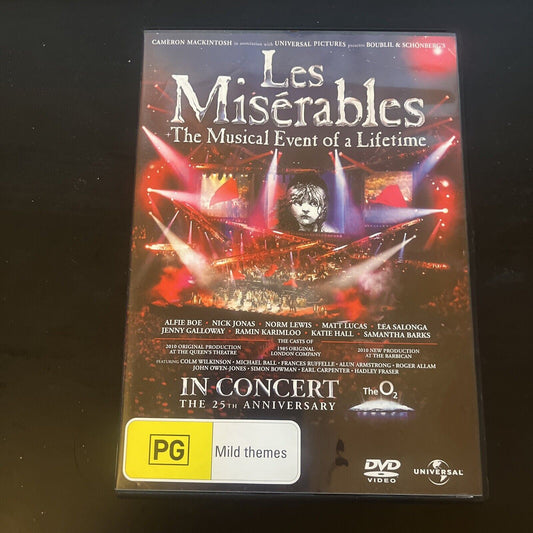 CAMERON MACKINTOSH in association with UNIVERSAL PICTURES presents BOUBLIL & SCHÖNBERG'S
Les
Misérables
The Musical Event of a Lifetime
ALFIE BOE · NICK JONAS · NORM LEWIS · MATT LUCAS · LEA SALONGA
JENNY GALLOWAY · RAMIN KARIMLOO · KATIE HALL · SAMANTHA BARKS
THE CASTS OF
2010 ORIGINAL PRODUCTION
AT THE QUEEN'S THEATRE
1985 ORIGINAL
LONDON COMPANY
2010 NEW PRODUCTION
AT THE BARBICAN
FEATURING COLM WILKINSON · MICHAEL BALL · FRANCES RUFFELLE · ALUN ARMSTRONG · ROGER ALLAM
JOHN OWEN-JONES · SIMON BOWMAN · EARL CARPENTER · HADLEY FRASER
IN CONCERT
THE 25TH ANNIVERSARY
The O2
PG
Mild themes
DVD
VIDEO
UNIVERSAL